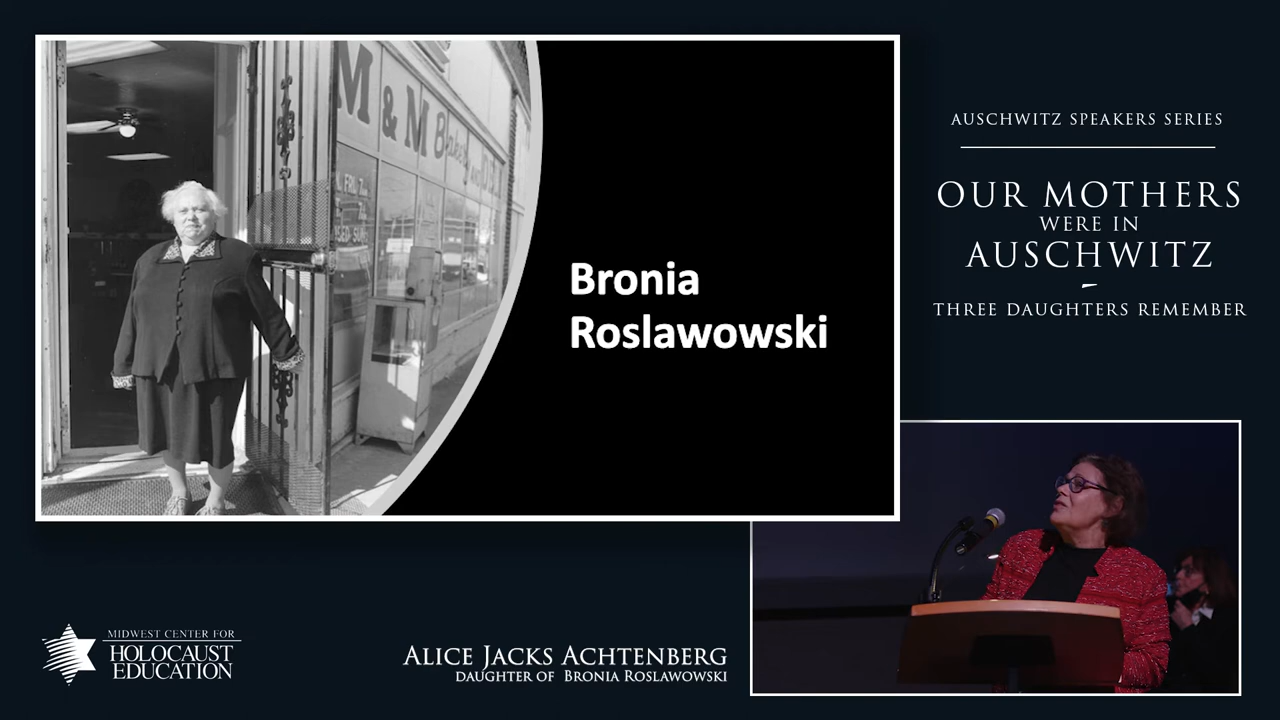 M & M Bakery
Bronia
Roslawowski
AUSCHWITZ SPEAKERS SERIES
OUR MOTHERS
WERE IN
AUSCHWITZ
THREE DAUGHTERS REMEMBER
MIDWEST CENTER FOR
HOLOCAUST
EDUCATION
ALICE JACKS ACHTENBERG
DAUGHTER OF BRONIA ROSLAWOWSKI